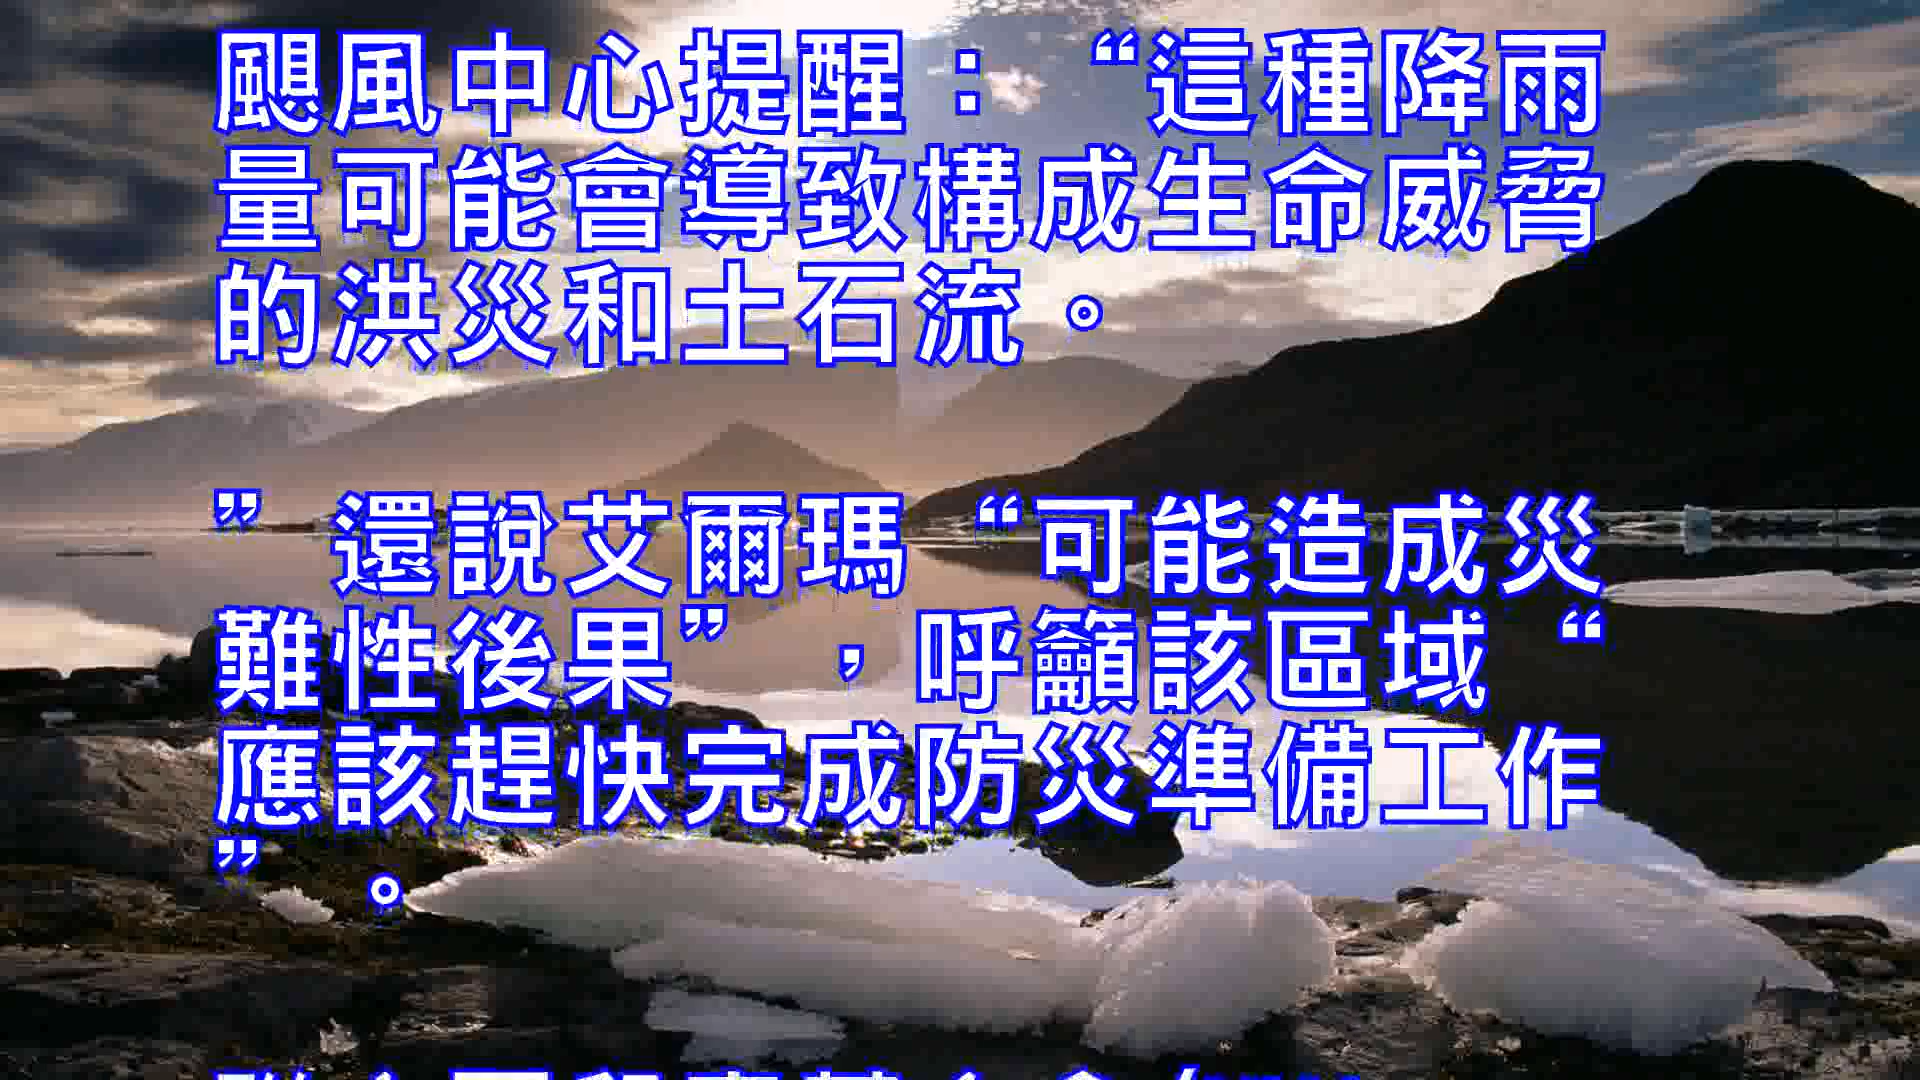 颶風中心提醒：“這種降雨
量可能會導致構成生命威脅
的洪災和土石流。
”還說艾爾瑪“可能造成災
難性後果”，呼籲該區域“
應該趕快完成防災準備工作
”。